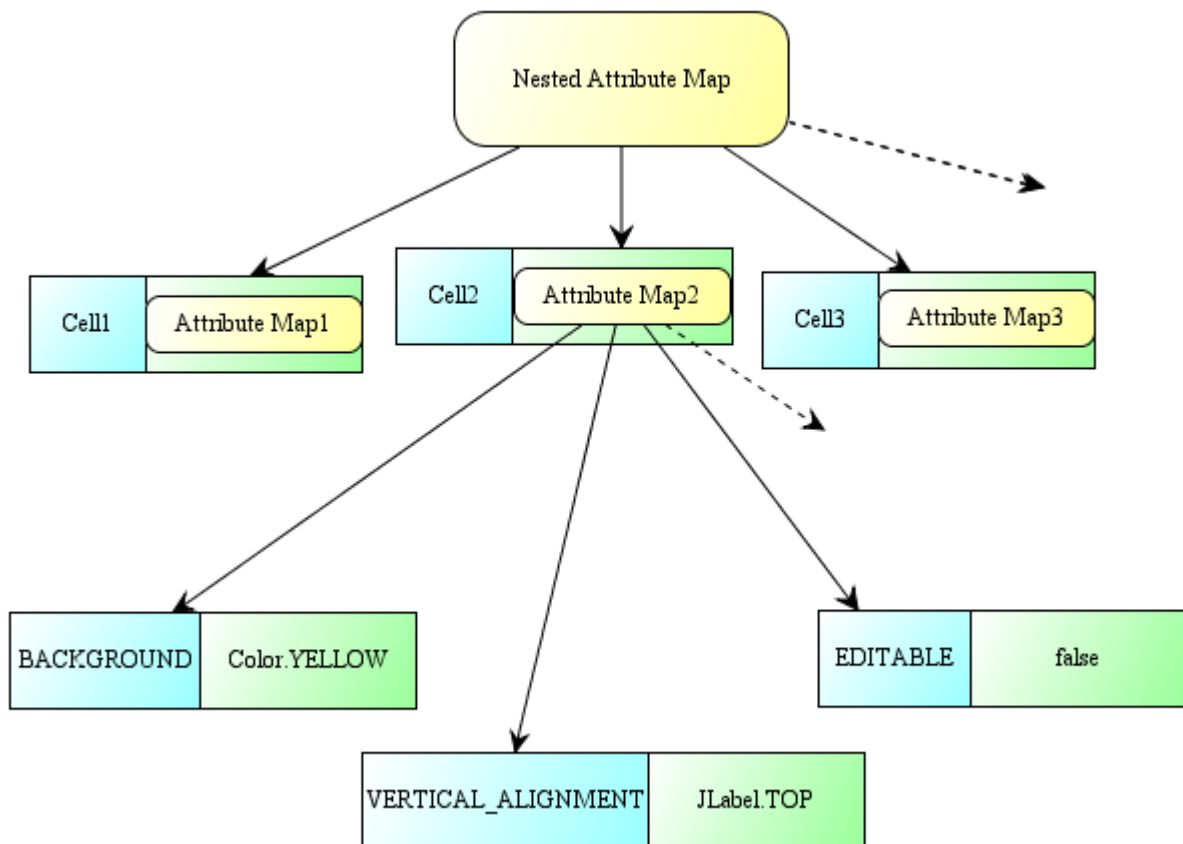 Nested Attribute Map
Cell1
Attribute Map1
Cell2
Attribute Map2
Cell3
Attribute Map3
BACKGROUND
Color.YELLOW
EDITABLE
false
VERTICAL_ALIGNMENT
JLabel.TOP